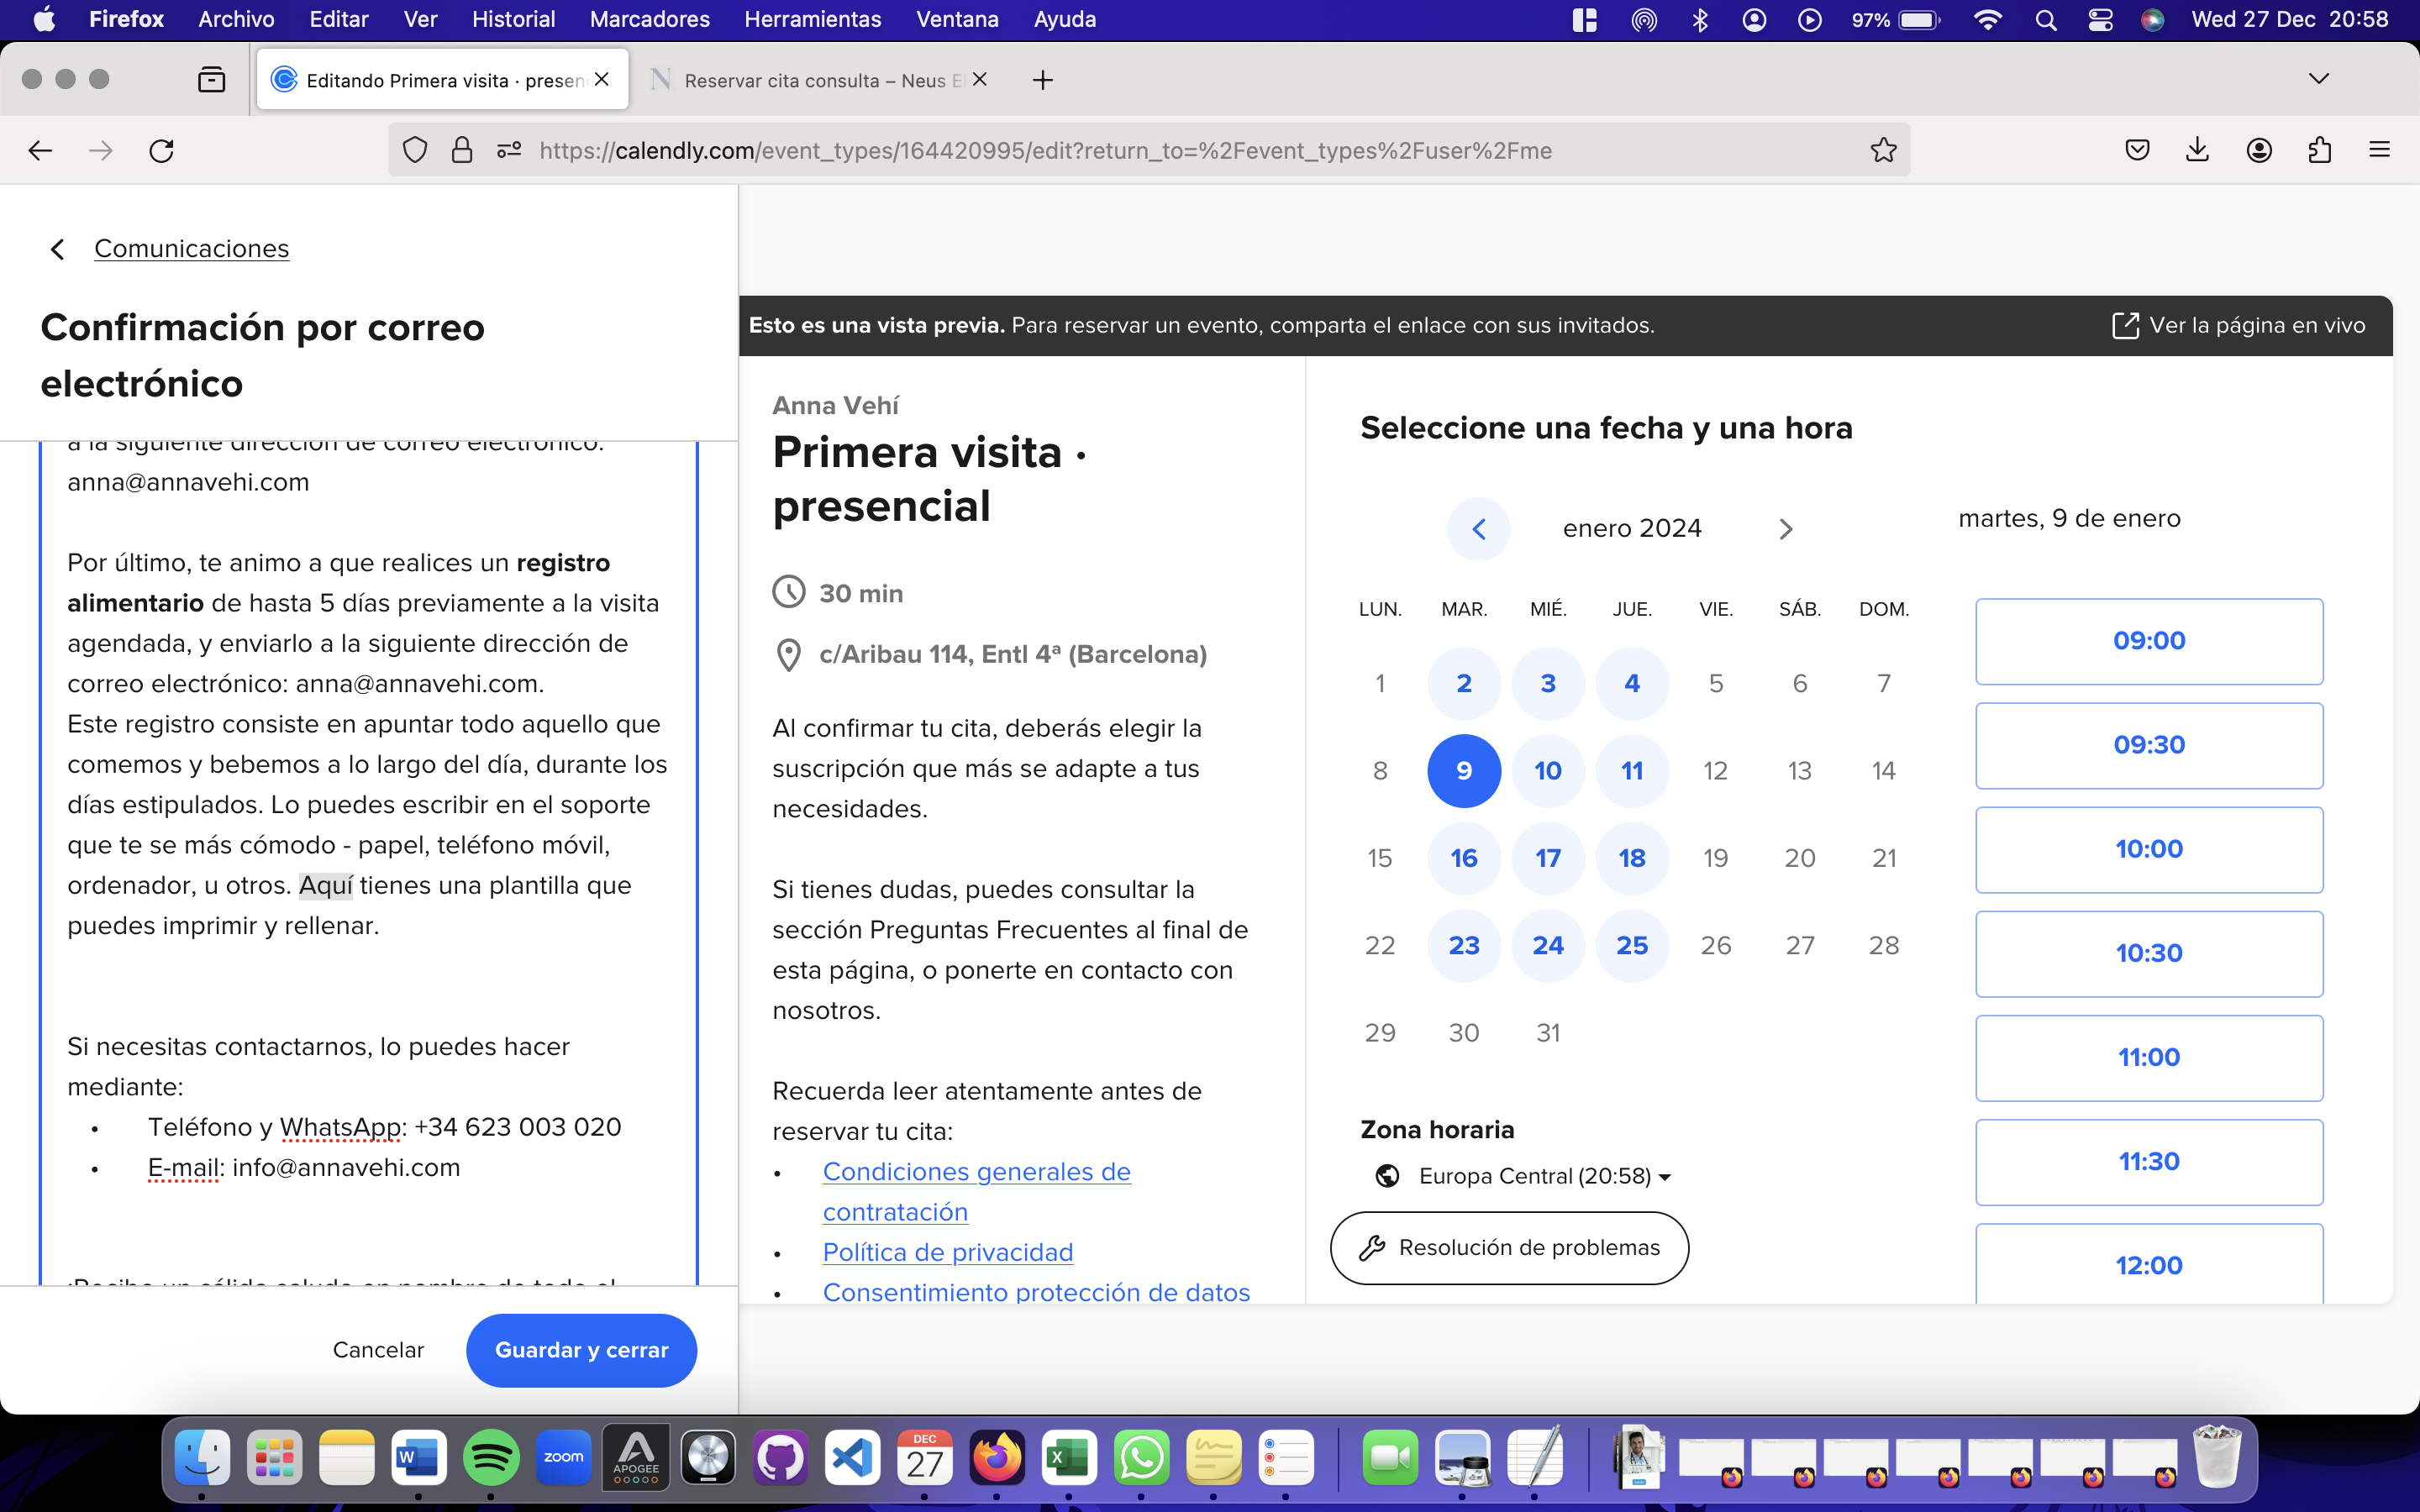 Firefox Archivo Editar Ver Historial Marcadores Herramientas Ventana Ayuda 97% Wed 27 Dec 20:58
Editando Primera visita · presen
Reservar cita consulta – Neus E
https://calendly.com/event_types/164420995/edit?return_to=%2Fevent_types%2Fuser%2Fme
Comunicaciones
Confirmación por correo
electrónico
a la siguiente dirección de correo electrónico:
anna@annavehi.com
Por último, te animo a que realices un registro
alimentario de hasta 5 días previamente a la visita
agendada, y enviarlo a la siguiente dirección de
correo electrónico: anna@annavehi.com.
Este registro consiste en apuntar todo aquello que
comemos y bebemos a lo largo del día, durante los
días estipulados. Lo puedes escribir en el soporte
que te se más cómodo - papel, teléfono móvil,
ordenador, u otros. Aquí tienes una plantilla que
puedes imprimir y rellenar.
Si necesitas contactarnos, lo puedes hacer
mediante:
• Teléfono y WhatsApp: +34 623 003 020
• E-mail: info@annavehi.com
¡Recibe un cálido saludo en nombre de todo el
Cancelar
Guardar y cerrar
Esto es una vista previa. Para reservar un evento, comparta el enlace con sus invitados.
Ver la página en vivo
Anna Vehí
Primera visita ·
presencial
30 min
c/Aribau 114, Entl 4ª (Barcelona)
Al confirmar tu cita, deberás elegir la
suscripción que más se adapte a tus
necesidades.
Si tienes dudas, puedes consultar la
sección Preguntas Frecuentes al final de
esta página, o ponerte en contacto con
nosotros.
Recuerda leer atentamente antes de
reservar tu cita:
• Condiciones generales de
contratación
• Política de privacidad
• Consentimiento protección de datos
Seleccione una fecha y una hora
enero 2024
LUN. MAR. MIÉ. JUE. VIE. SÁB. DOM.
1 2 3 4 5 6 7
8 9 10 11 12 13 14
15 16 17 18 19 20 21
22 23 24 25 26 27 28
29 30 31
Zona horaria
Europa Central (20:58)
Resolución de problemas
martes, 9 de enero
09:00
09:30
10:00
10:30
11:00
11:30
12:00
W
zoom
APOGEE
DEC
27
X